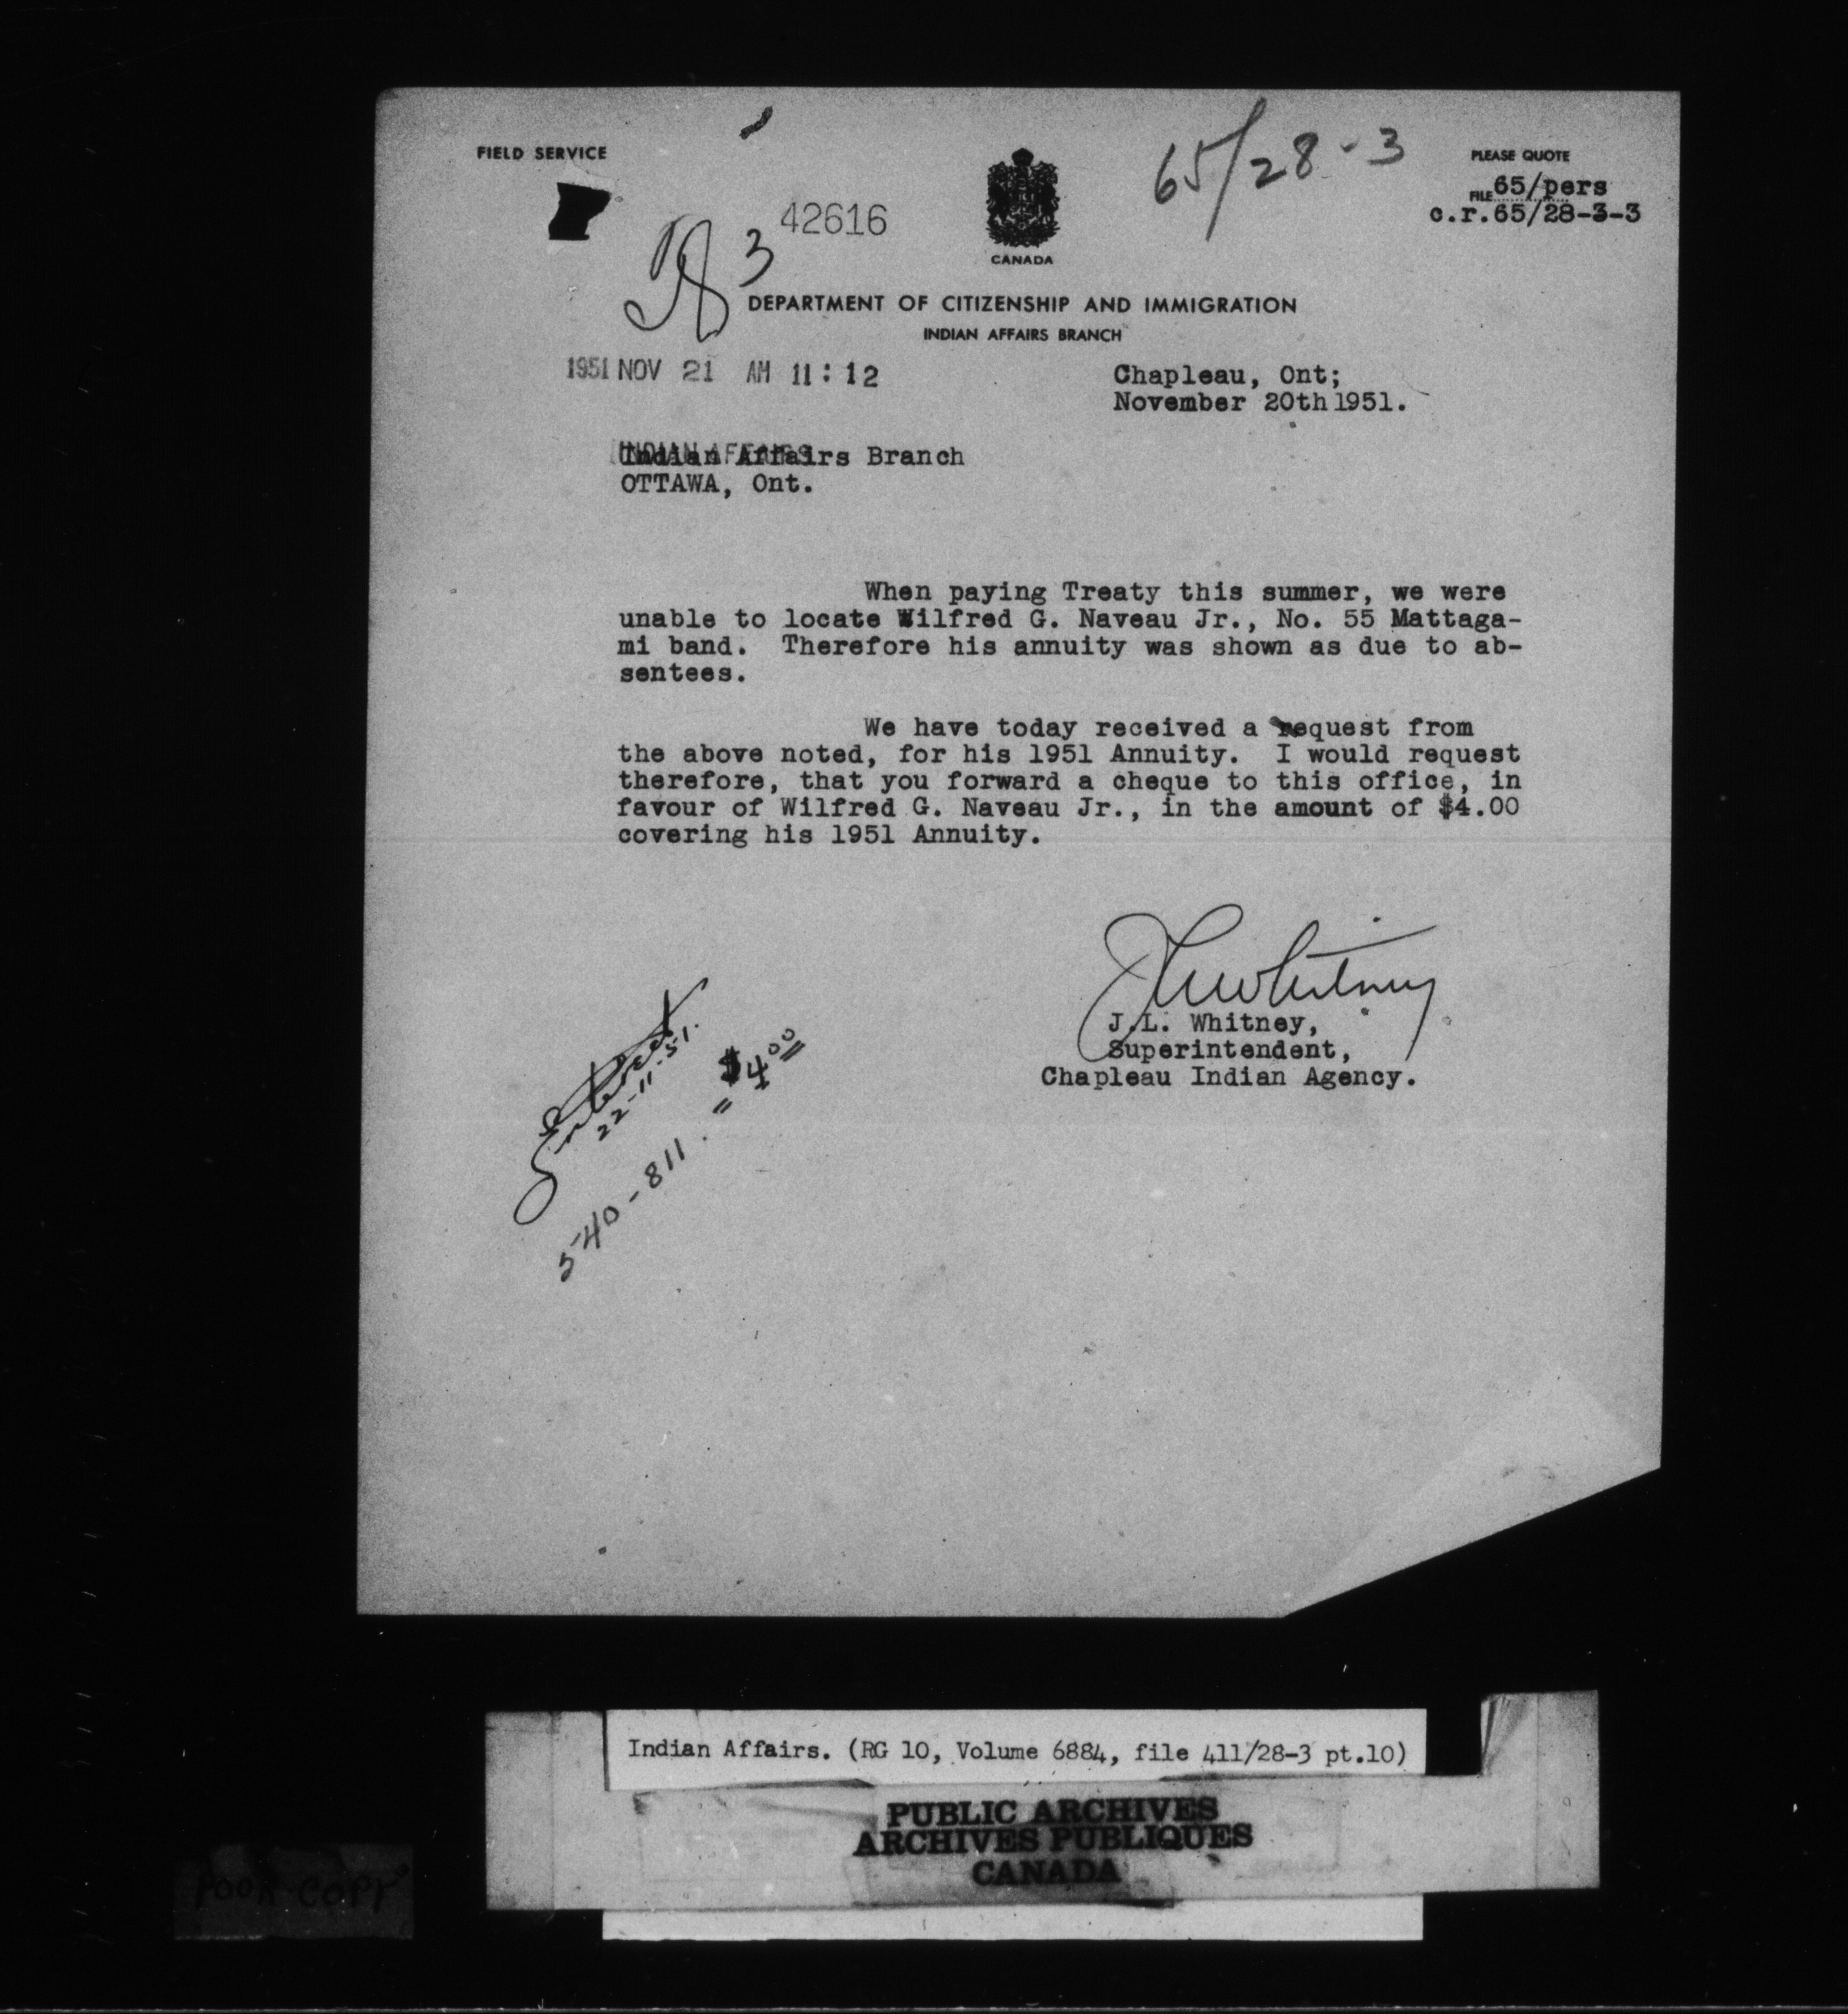 FIELD SERVICE
65/28-3
PLEASE QUOTE
FILE 65/pers
c.r.65/28-3-3
42616
3
CANADA
DEPARTMENT OF CITIZENSHIP AND IMMIGRATION
INDIAN AFFAIRS BRANCH
1951 NOV 21 AM 11:12
Chapleau, Ont;
November 20th 1951.
INDIAN AFFAIRS
Indian Affairs Branch
OTTAWA, Ont.
When paying Treaty this summer, we were
unable to locate Wilfred G. Naveau Jr., No. 55 Mattaga-
mi band. Therefore his annuity was shown as due to ab-
sentees.
We have today received a request from
the above noted, for his 1951 Annuity. I would request
therefore, that you forward a cheque to this office, in
favour of Wilfred G. Naveau Jr., in the amount of $4.00
covering his 1951 Annuity.
JLWhitney
J.L. Whitney,
Superintendent,
Chapleau Indian Agency.
22-11-51.
540-811. = $4.00
Indian Affairs. (RG 10, Volume 6884, file 411/28-3 pt.10)
PUBLIC ARCHIVES
ARCHIVES PUBLIQUES
CANADA
POOR COPY